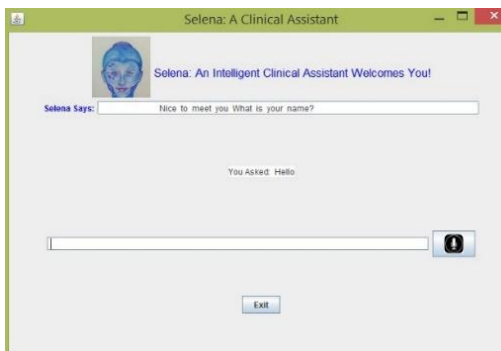 Selena: A Clinical Assistant
Selena: An Intelligent Clinical Assistant Welcomes You!
Selena Says: Nice to meet you What is your name?
You Asked: Hello
Exit